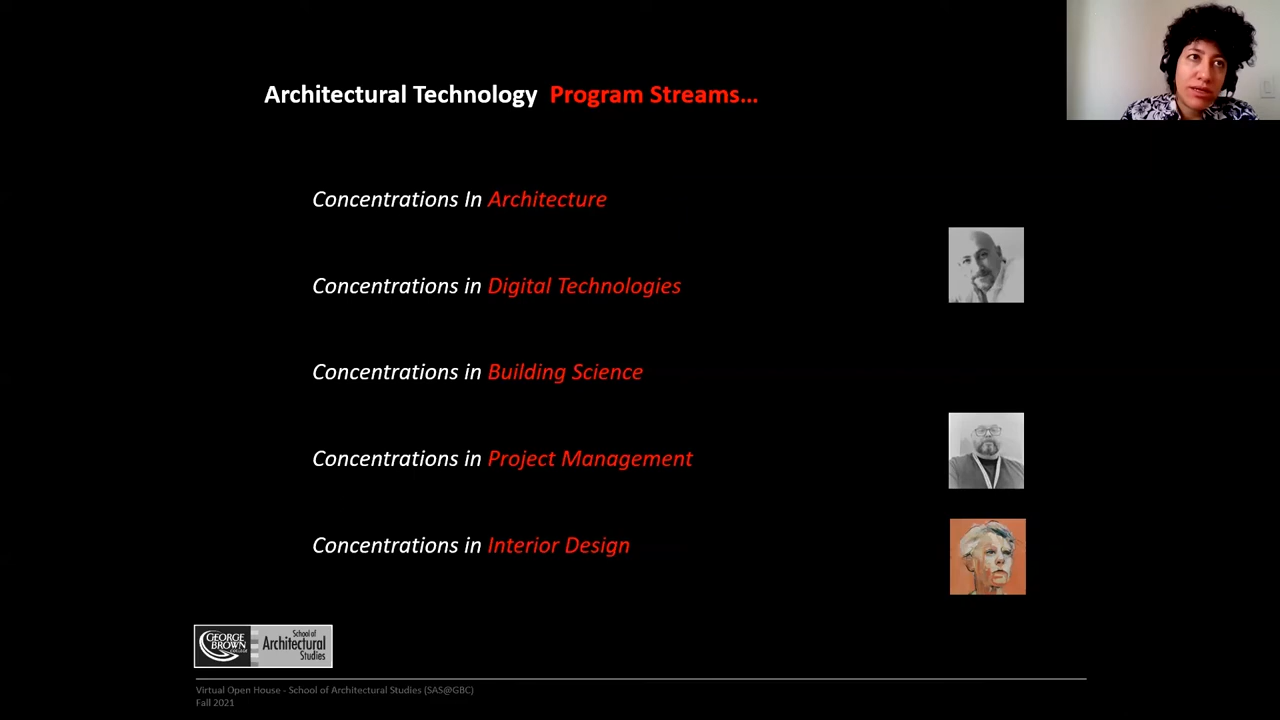 Architectural Technology Program Streams...
Concentrations In Architecture
Concentrations in Digital Technologies
Concentrations in Building Science
Concentrations in Project Management
Concentrations in Interior Design
GEORGE
BROWN
COLLEGE
School of
Architectural
Studies
Virtual Open House - School of Architectural Studies (SAS@GBC)
Fall 2021